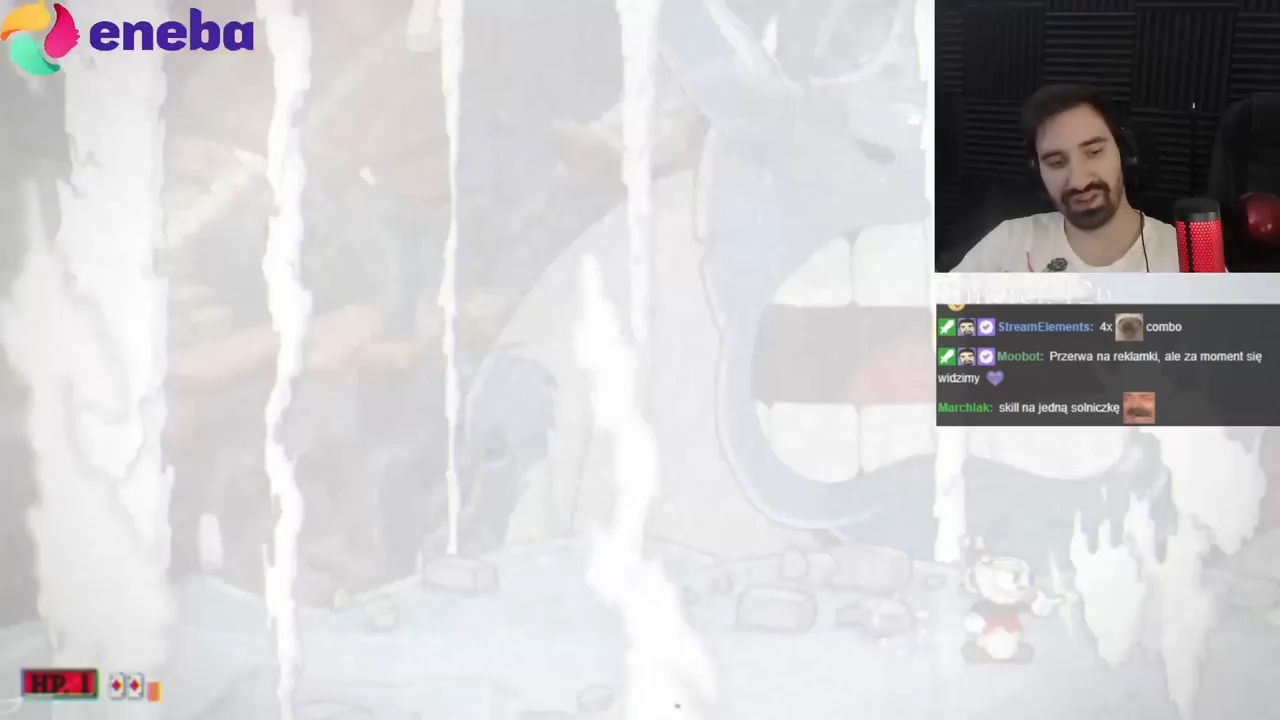 eneba
StreamElements: 4x combo
Moobot: Przerwa na reklamki, ale za moment się
widzimy
Marchlak: skill na jedną solniczkę
HP. 1